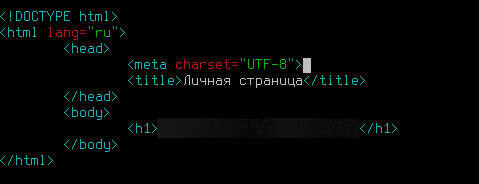 <!DOCTYPE html>
<html lang="ru">
<head>
<meta charset="UTF-8">
<title>Личная страница</title>
</head>
<body>
<h1></h1>
</body>
</html>